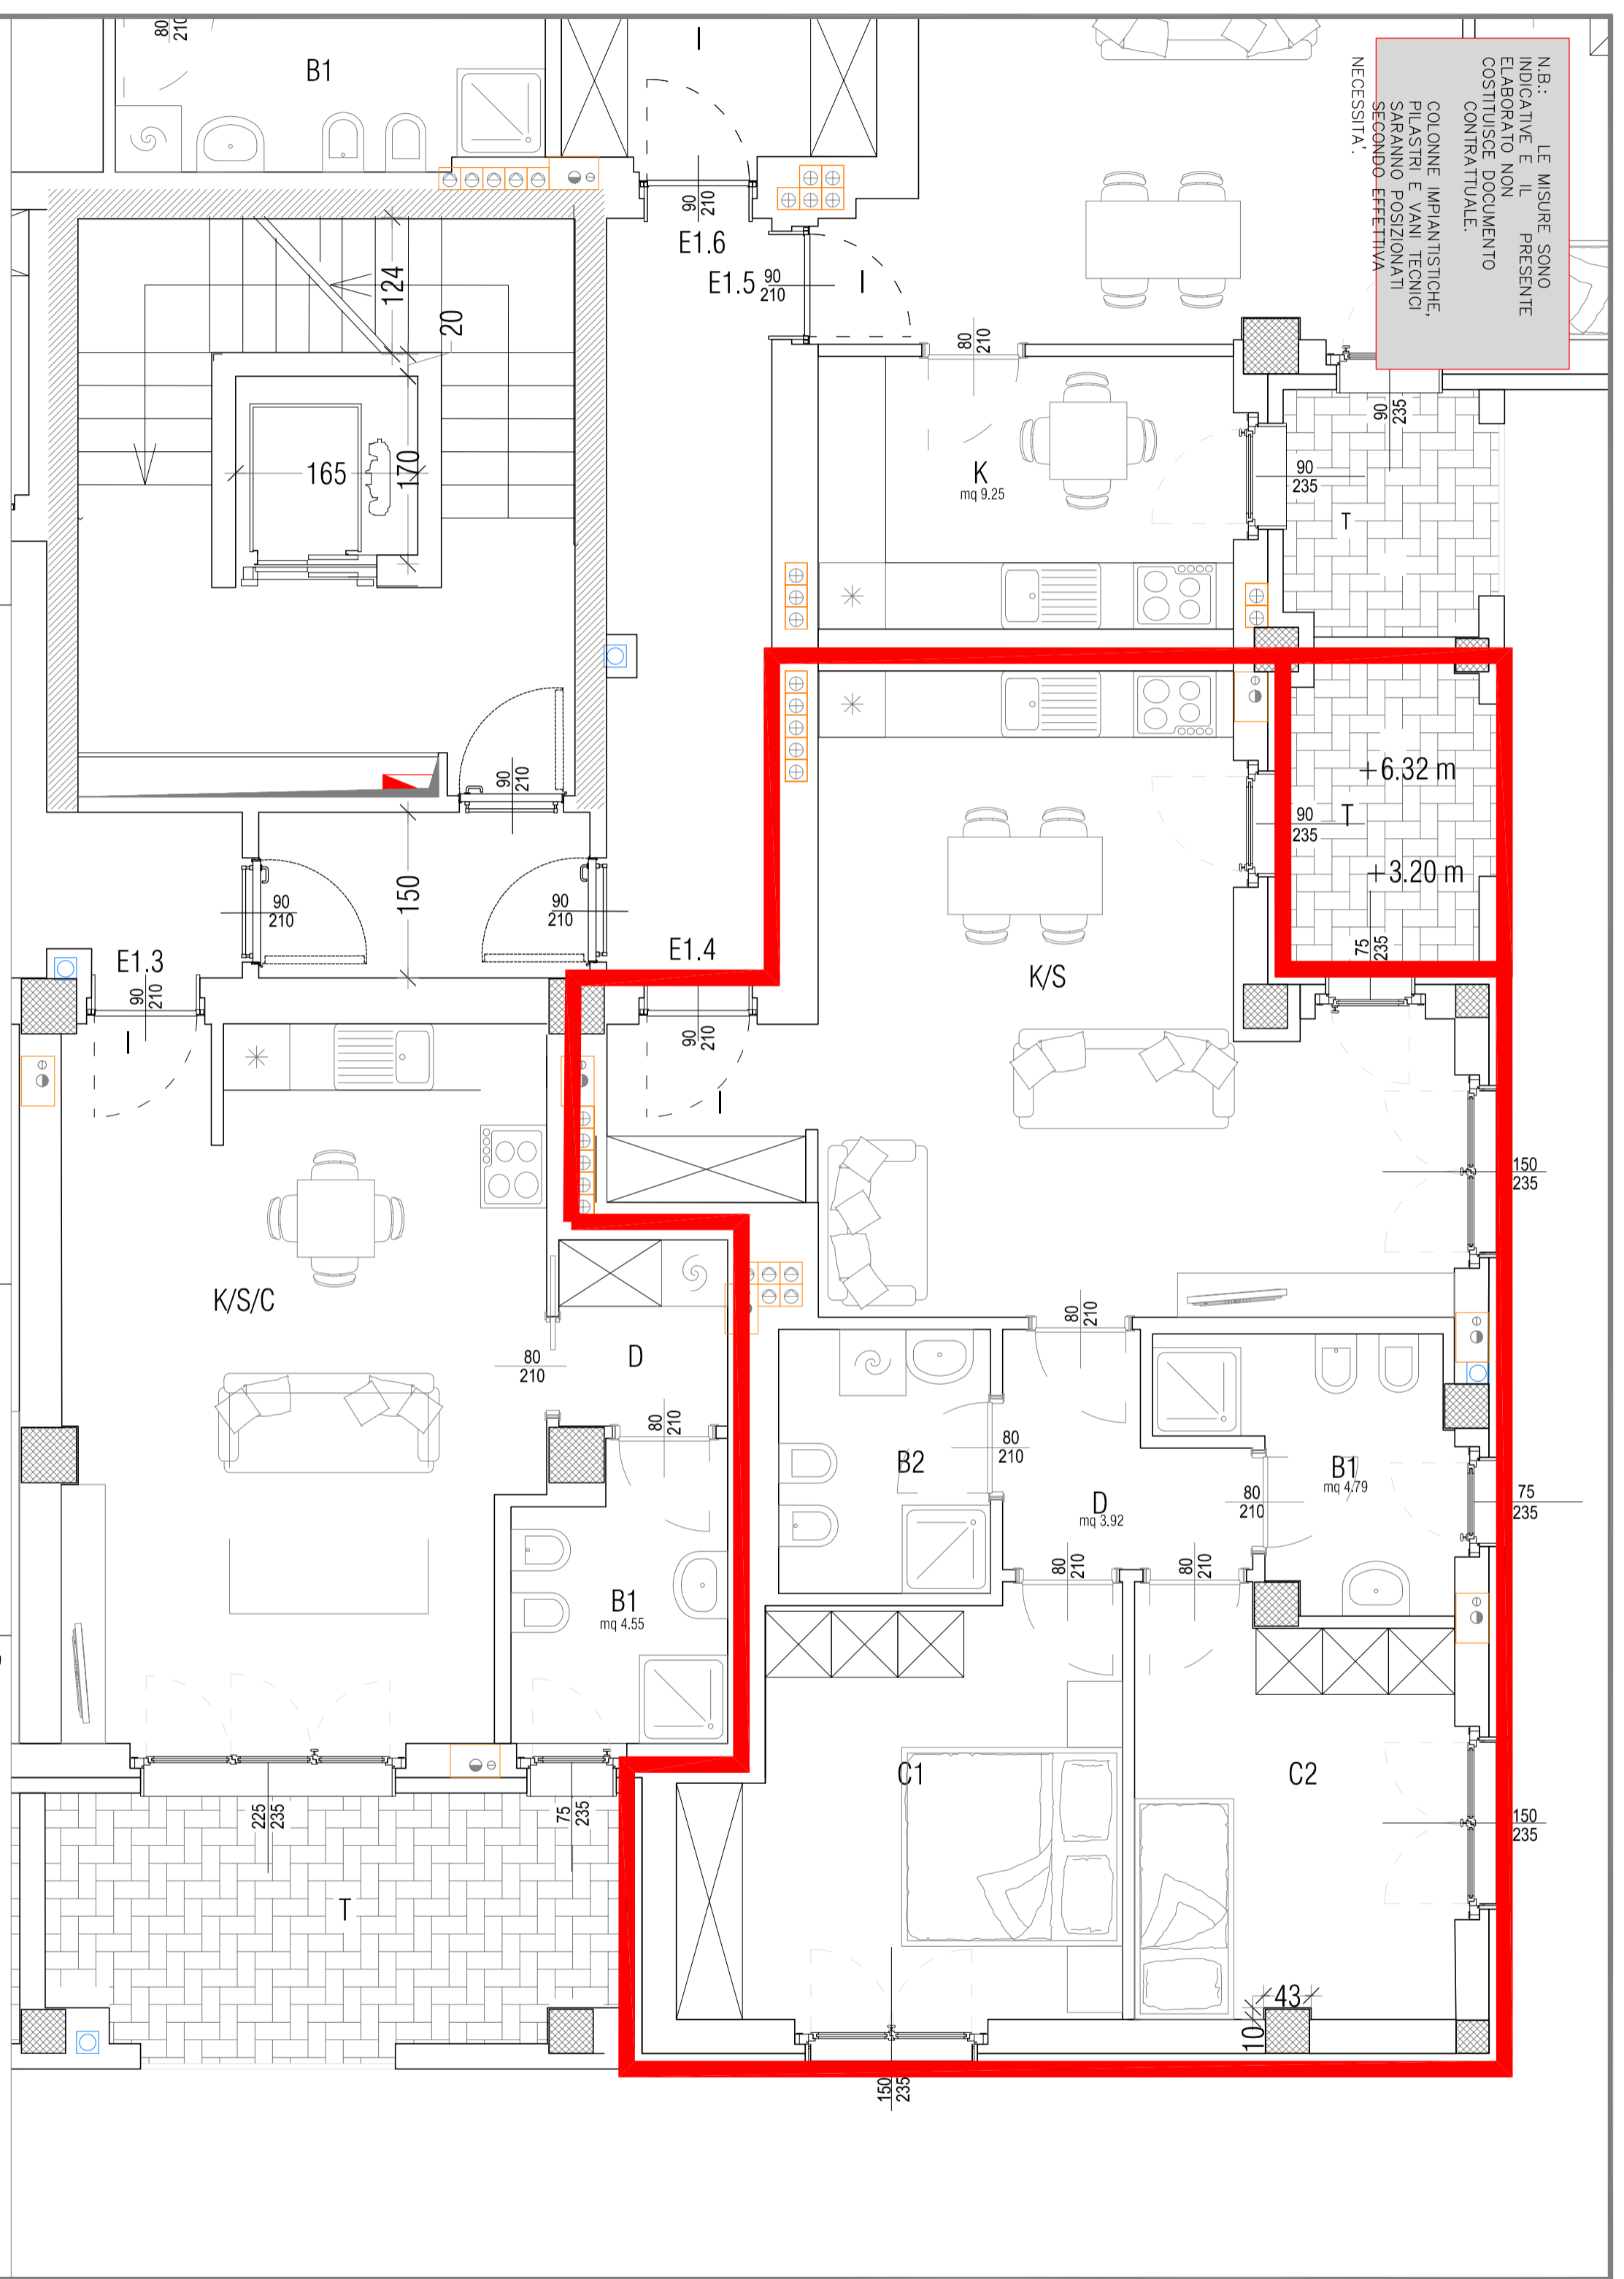 80
210
B1
I
N.B.: LE MISURE SONO
INDICATIVE E IL PRESENTE
ELABORATO NON
COSTITUISCE DOCUMENTO
CONTRATTUALE.
COLONNE IMPIANTISTICHE,
PILASTRI E VANI TECNICI
SARANNO POSIZIONATI
SECONDO EFFETTIVA
NECESSITA'.
90
210
E1.6
E1.5
90
210
I
124
20
165
170
80
210
K
mq 9.25
90
235
90
235
T
+6.32 m
T
90
235
+3.20 m
75
235
90
210
90
210
150
90
210
E1.3
90
210
I
E1.4
90
210
I
K/S
150
235
K/S/C
80
210
D
80
210
80
210
B2
80
210
D
mq 3.92
80
210
B1
mq 4.79
75
235
80
210
80
210
B1
mq 4.55
C1
C2
150
235
225
235
75
235
T
43
10
150
235